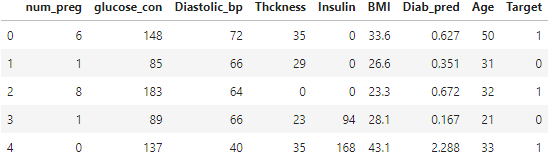 num_preg glucose_con Diastolic_bp Thckness Insulin BMI Diab_pred Age Target
0 6 148 72 35 0 33.6 0.627 50 1
1 1 85 66 29 0 26.6 0.351 31 0
2 8 183 64 0 0 23.3 0.672 32 1
3 1 89 66 23 94 28.1 0.167 21 0
4 0 137 40 35 168 43.1 2.288 33 1